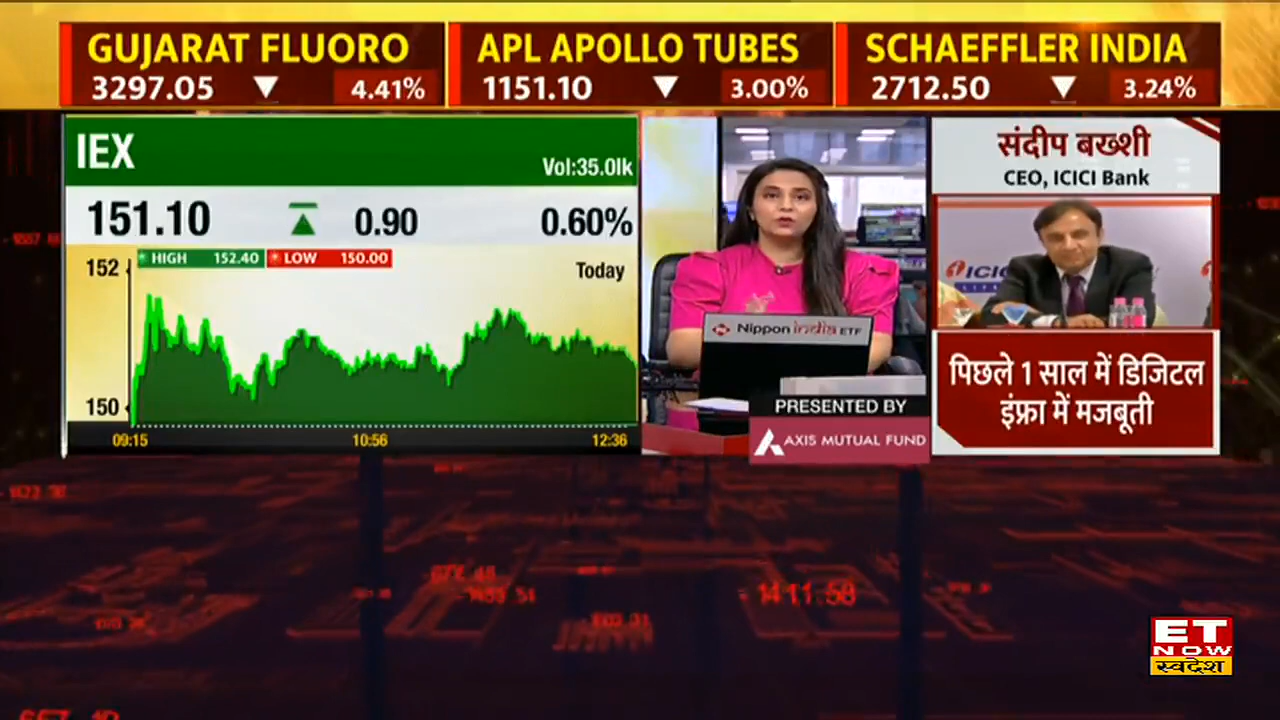 GUJARAT FLUORO
3297.05 ▼ 4.41%
APL APOLLO TUBES
1151.10 ▼ 3.00%
SCHAEFFLER INDIA
2712.50 ▼ 3.24%
IEX
Vol:35.0lk
151.10 ▲ 0.90 0.60%
HIGH 152.40 LOW 150.00
Today
152
150
09:15 10:56 12:36
Nippon india ETF
PRESENTED BY
AXIS MUTUAL FUND
संदीप बख्शी
CEO, ICICI Bank
पिछले 1 साल में डिजिटल
इंफ्रा में मजबूती
1411.58
ET
NOW
स्वदेश